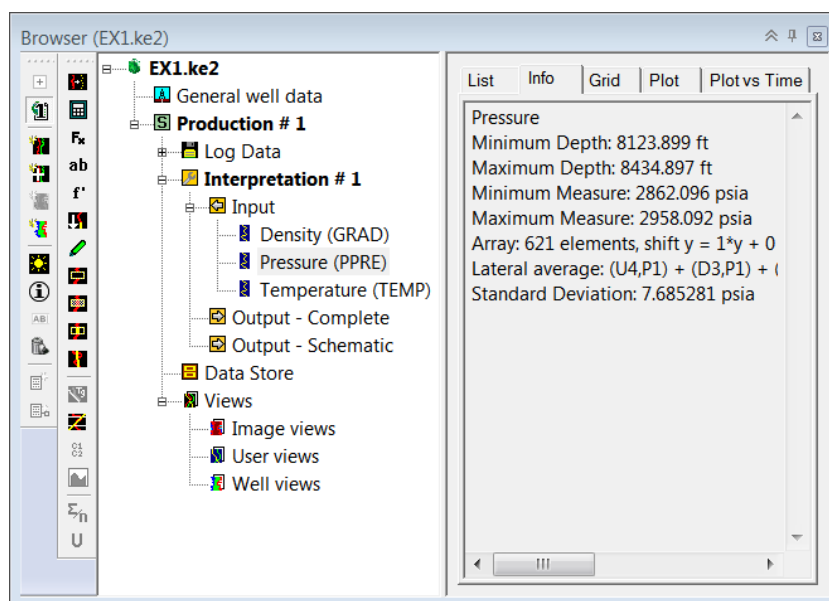 Browser (EX1.ke2)
EX1.ke2
General well data
Production # 1
Log Data
Interpretation # 1
Input
Density (GRAD)
Pressure (PPRE)
Temperature (TEMP)
Output - Complete
Output - Schematic
Data Store
Views
Image views
User views
Well views
Fx
ab
f'
AB
Tg
C1
C2
Σ/n
U
List Info Grid Plot Plot vs Time
Pressure
Minimum Depth: 8123.899 ft
Maximum Depth: 8434.897 ft
Minimum Measure: 2862.096 psia
Maximum Measure: 2958.092 psia
Array: 621 elements, shift y = 1*y + 0
Lateral average: (U4,P1) + (D3,P1) + (
Standard Deviation: 7.685281 psia